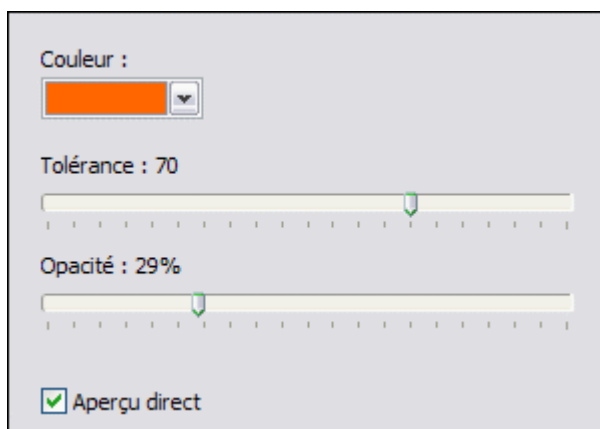 Couleur :
Tolérance : 70
Opacité : 29%
Aperçu direct